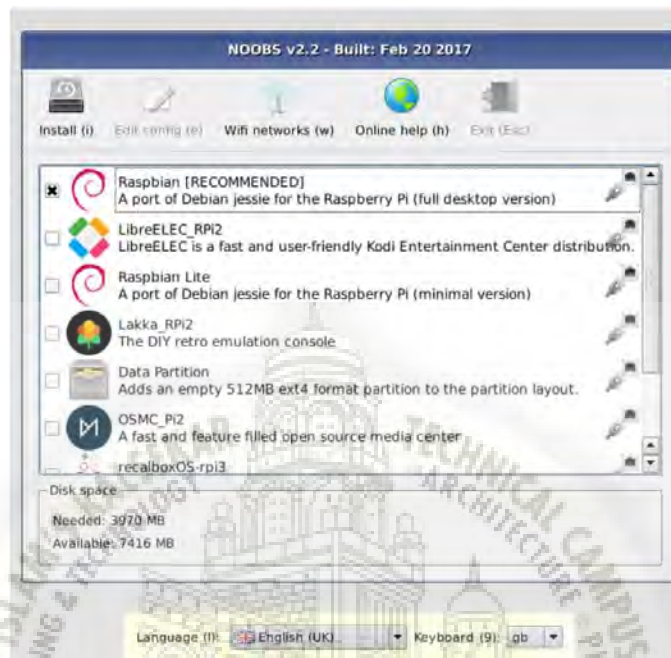 NOOBS v2.2 - Built: Feb 20 2017
Install (i) Edit config (e) Wifi networks (w) Online help (h) Exit (Esc)
Raspbian [RECOMMENDED]
A port of Debian jessie for the Raspberry Pi (full desktop version)
LibreELEC_RPi2
LibreELEC is a fast and user-friendly Kodi Entertainment Center distribution.
Raspbian Lite
A port of Debian jessie for the Raspberry Pi (minimal version)
Lakka_RPi2
The DIY retro emulation console
Data Partition
Adds an empty 512MB ext4 format partition to the partition layout.
OSMC_Pi2
A fast and feature filled open source media center
recalboxOS-rpi3
Disk space
Needed: 3970 MB
Available: 7416 MB
Language (l): English (UK) Keyboard (9): gb
TECHNICAL CAMPUS
ARCHITECTURE